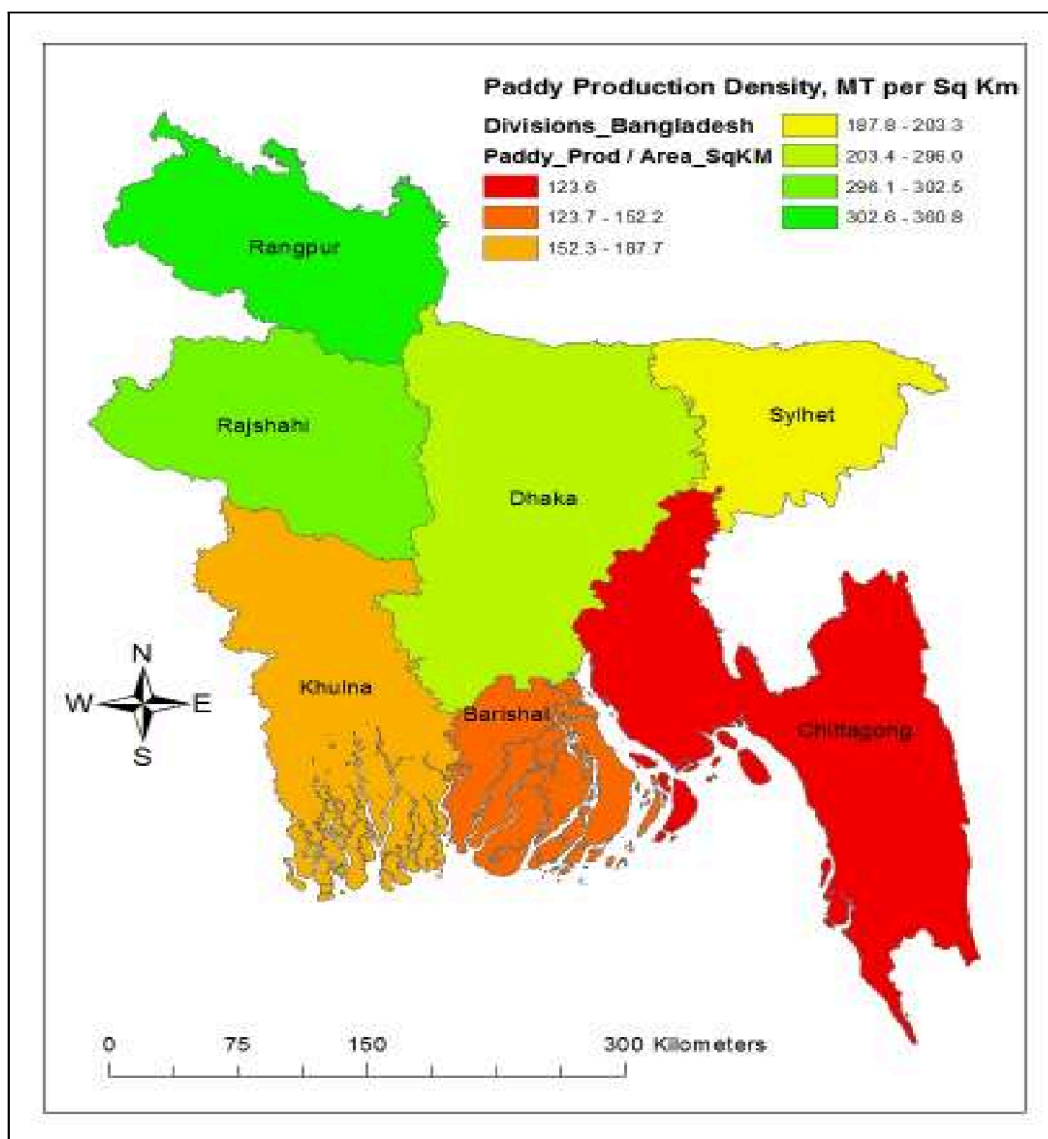 Paddy Production Density, MT per Sq Km
Divisions_Bangladesh
Paddy_Prod / Area_SqKM
123.6
123.7 - 152.2
152.3 - 187.7
187.8 - 203.3
203.4 - 296.0
296.1 - 302.5
302.6 - 360.8
Rangpur
Rajshahi
Sylhet
Dhaka
Khulna
Barishal
Chittagong
N
W E
S
0 75 150 300 Kilometers